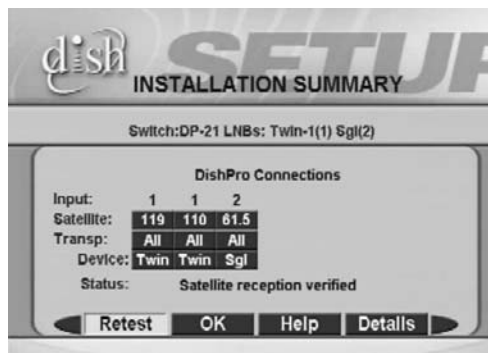 dish
SETUP
INSTALLATION SUMMARY
Switch:DP-21 LNBs: Twin-1(1) Sgl(2)
DishPro Connections
Input: 1 1 2
Satellite: 119 110 61.5
Transp: All All All
Device: Twin Twin Sgl
Status: Satellite reception verified
Retest OK Help Details